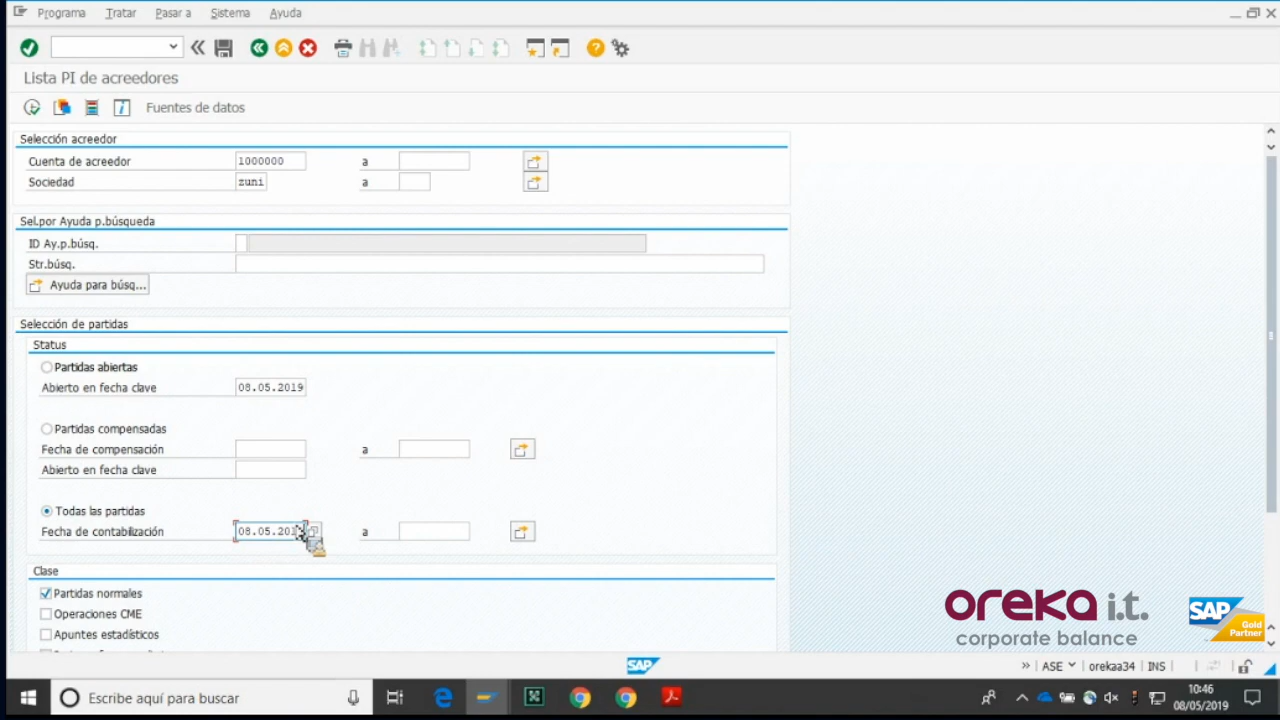 Programa Tratar Pasar a Sistema Ayuda
Lista PI de acreedores
Fuentes de datos
Selección acreedor
Cuenta de acreedor 1000000 a
Sociedad zuni a
Sel.por Ayuda p.búsqueda
ID Ay.p.búsq.
Str.búsq.
Ayuda para búsq...
Selección de partidas
Status
Partidas abiertas
Abierto en fecha clave 08.05.2019
Partidas compensadas
Fecha de compensación a
Abierto en fecha clave
Todas las partidas
Fecha de contabilización 08.05.201 a
Clase
Partidas normales
Operaciones CME
Apuntes estadísticos
oreka i.t.
corporate balance
SAP Gold Partner
SAP
» ASE orekaa34 INS
Escribe aquí para buscar
10:46
08/05/2019